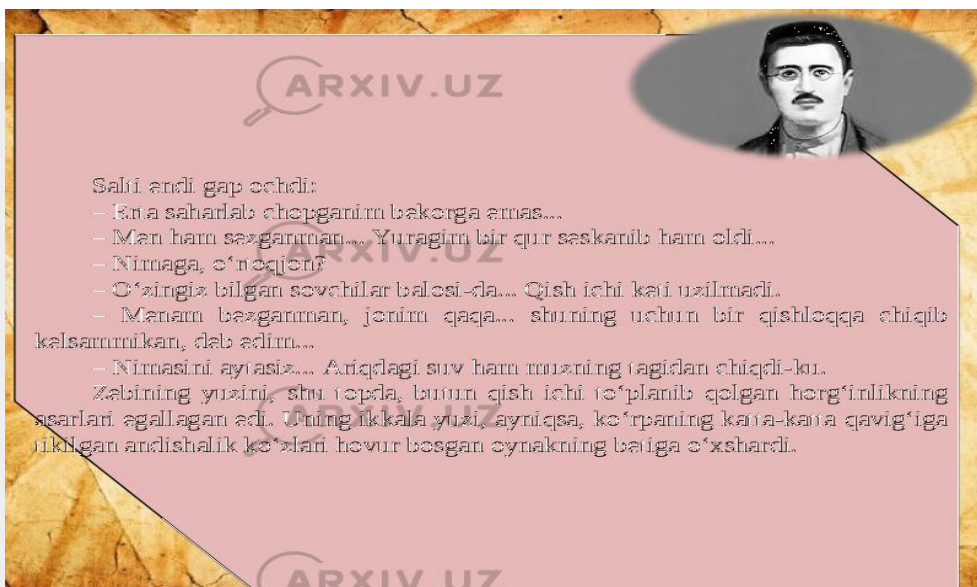 ARXIV.UZ
Salti endi gap ochdi:
– Erta saharlab chopganim bekorga emas...
– Men ham sezganman... Yuragim bir qur seskanib ham oldi...
ARXIV.UZ
– Nimaga, o‘rtoqjon?
– O‘zingiz bilgan sovchilar balosi-da... Qish ichi keti uzilmadi.
– Menam bezganman, jonim qaqa... shuning uchun bir qishloqqa chiqib
kelsammikan, deb edim...
– Nimasini aytasiz... Ariqdagi suv ham muzning tagidan chiqdi-ku.
Zebining yuzini, shu topda, butun qish ichi to‘planib qolgan horg‘inlikning
asarlari egallagan edi. Uning ikkala yuzi, ayniqsa, ko‘rpaning katta-katta qavig‘iga
ARXIV.UZ
tikilgan andishalik ko‘zlari hovur bosgan oynakning betiga o‘xshardi.
ARXIV.UZ